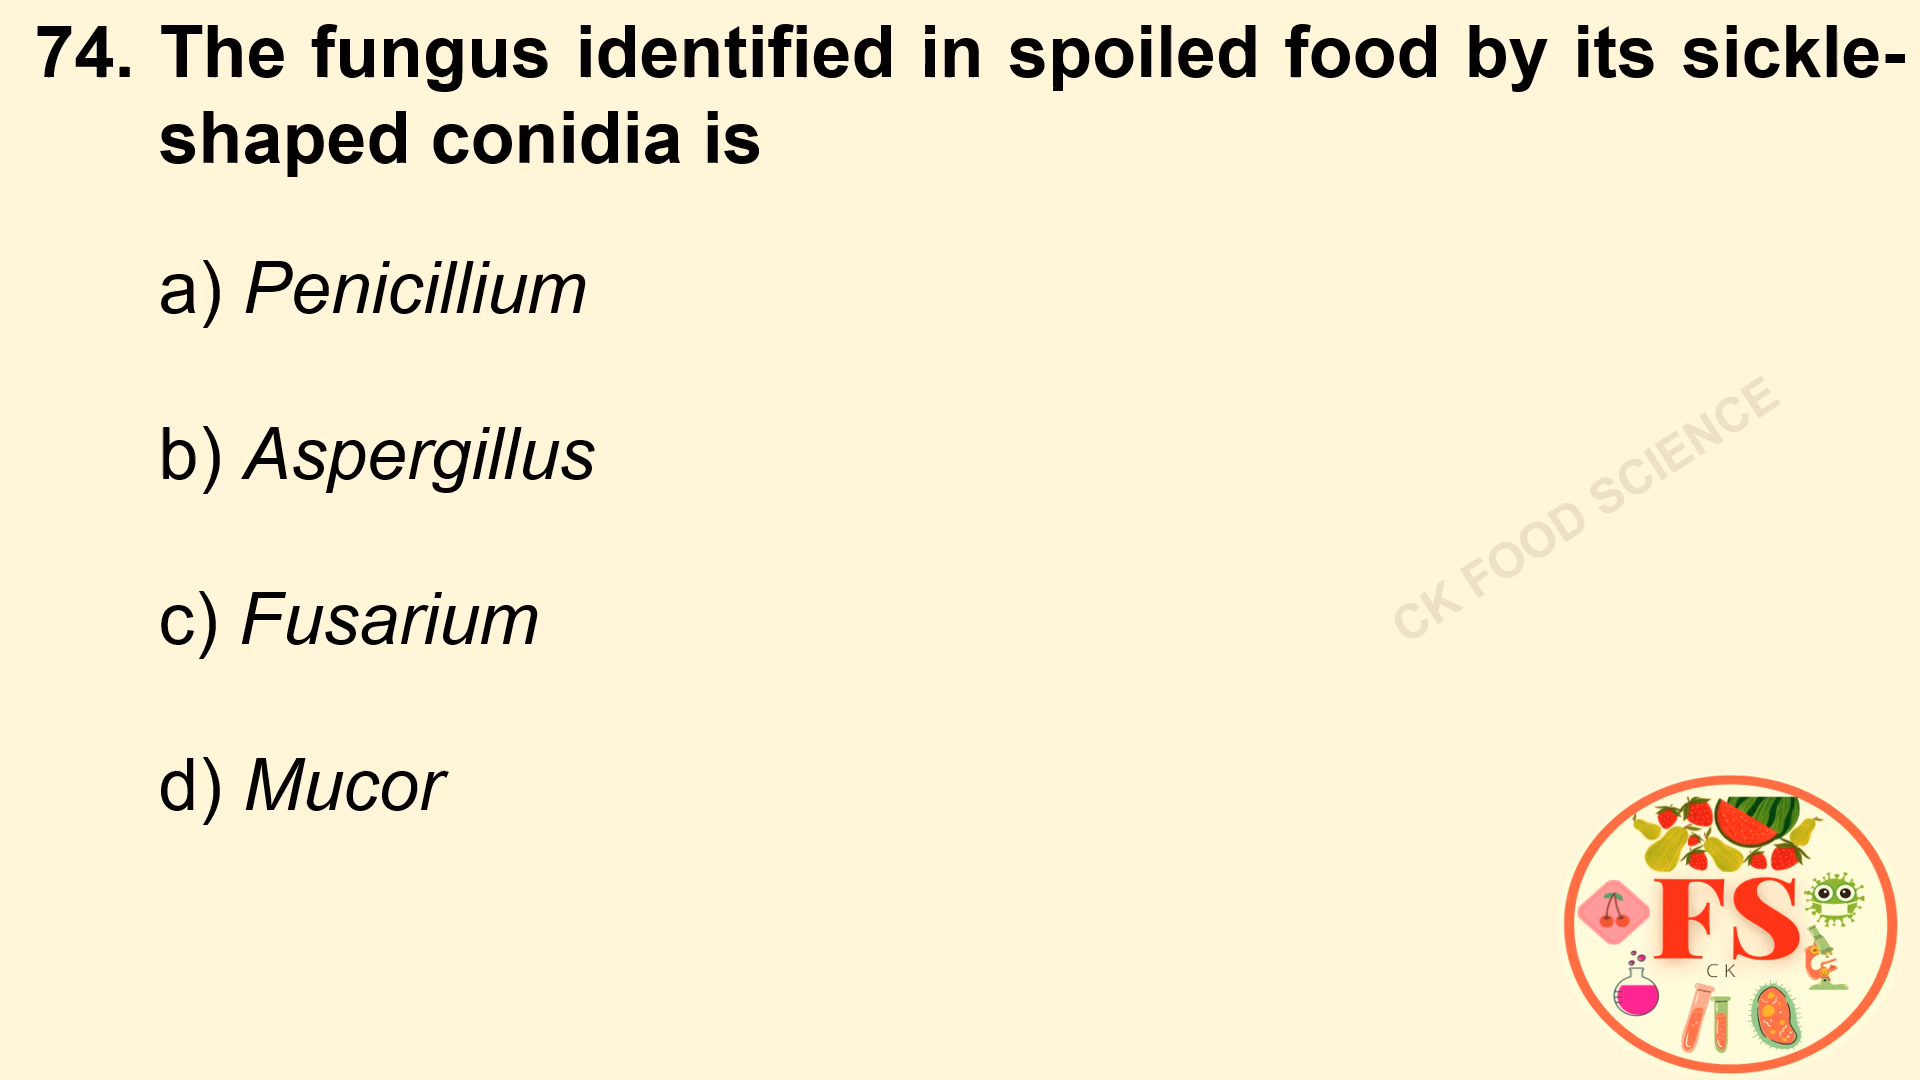 74. The fungus identified in spoiled food by its sickle-
shaped conidia is
a) Penicillium
b) Aspergillus
c) Fusarium
d) Mucor
CK FOOD SCIENCE
FS
CK